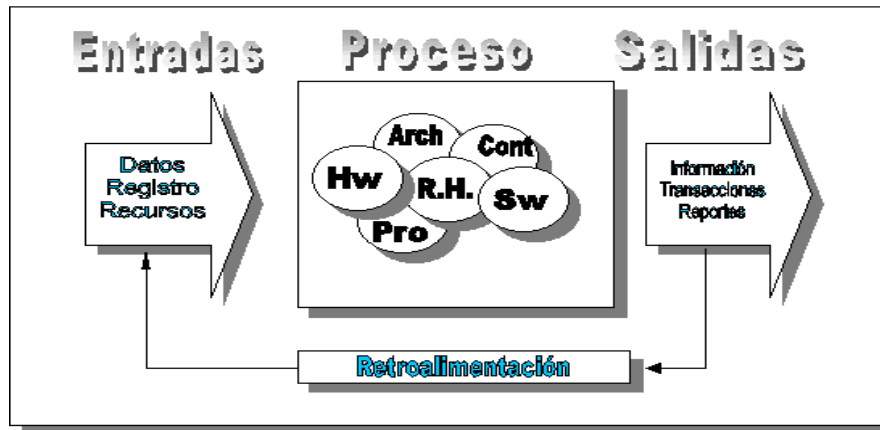 Entradas
Proceso
Salidas
Datos
Registro
Recursos
Arch
Cont
Hw
R.H.
Sw
Pro
Información
Transacciones
Reportes
Retroalimentación